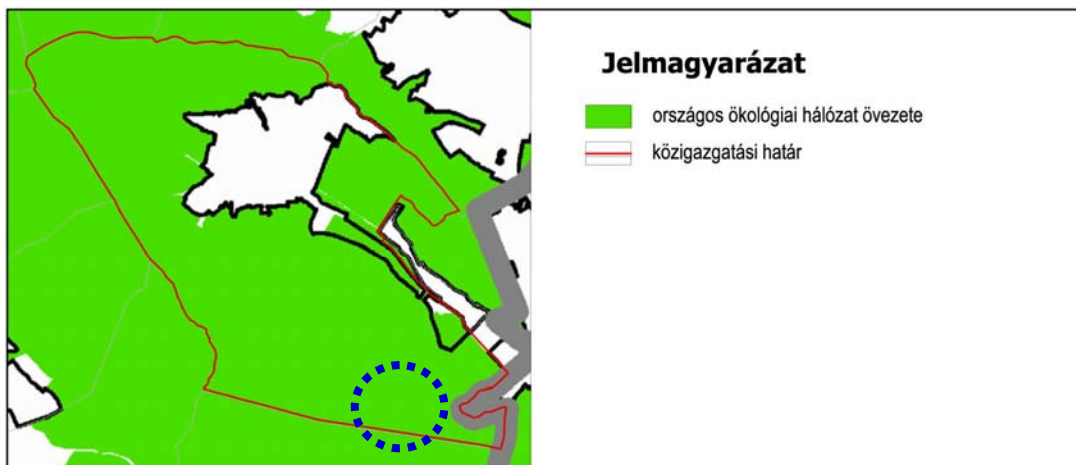 Jelmagyarázat
országos ökológiai hálózat övezete
közigazgatási határ